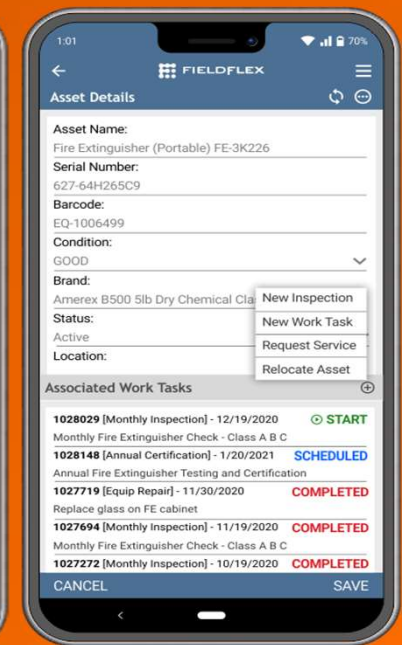 1:01
70%
FIELDFLEX
Asset Details
Asset Name:
Fire Extinguisher (Portable) FE-3K226
Serial Number:
627-64H265C9
Barcode:
EQ-1006499
Condition:
GOOD
Brand:
Amerex B500 5lb Dry Chemical Cla
New Inspection
Status:
New Work Task
Active
Request Service
Location:
Relocate Asset
Associated Work Tasks
1028029 [Monthly Inspection] - 12/19/2020 START
Monthly Fire Extinguisher Check - Class A B C
1028148 [Annual Certification] - 1/20/2021 SCHEDULED
Annual Fire Extinguisher Testing and Certification
1027719 [Equip Repair] - 11/30/2020 COMPLETED
Replace glass on FE cabinet
1027694 [Monthly Inspection] - 11/19/2020 COMPLETED
Monthly Fire Extinguisher Check - Class A B C
1027272 [Monthly Inspection] - 10/19/2020 COMPLETED
CANCEL SAVE